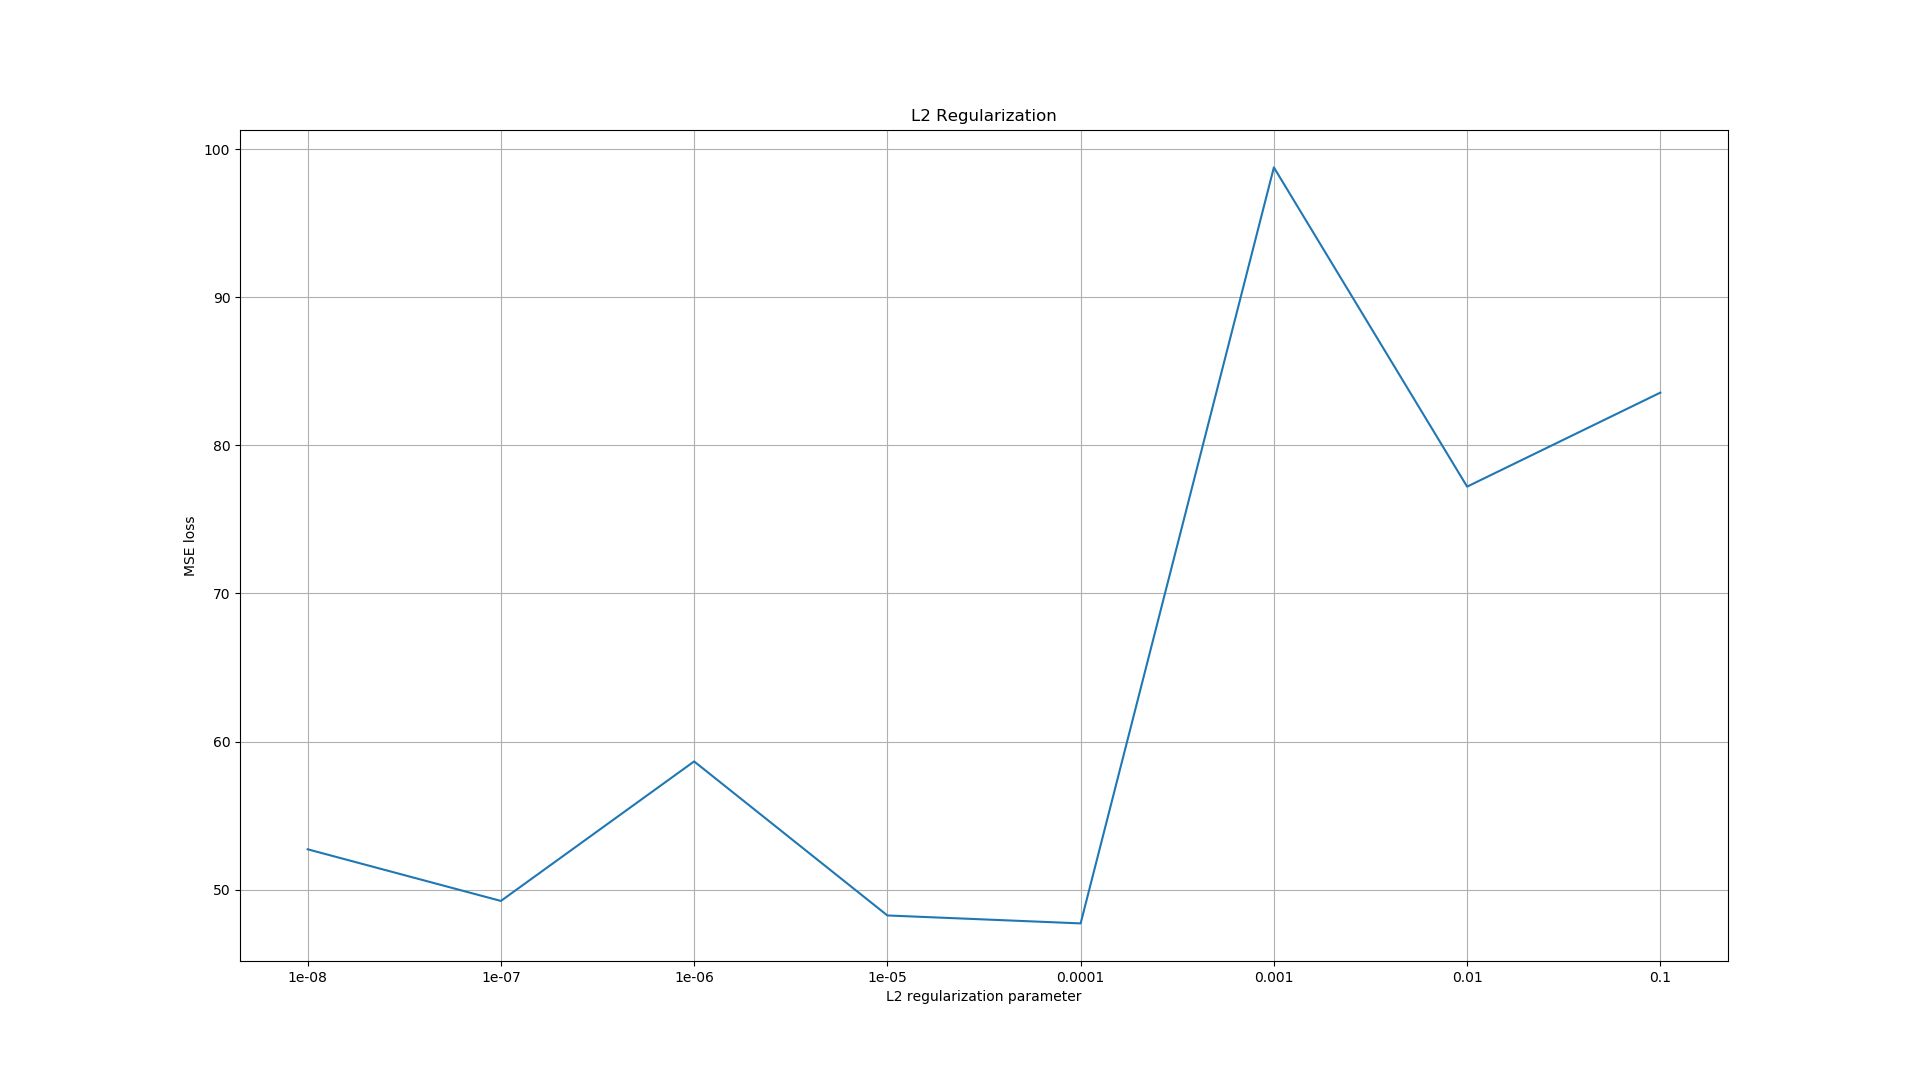 L2 Regularization
100
90
80
70
60
50
MSE loss
1e-08 1e-07 1e-06 1e-05 0.0001 0.001 0.01 0.1
L2 regularization parameter